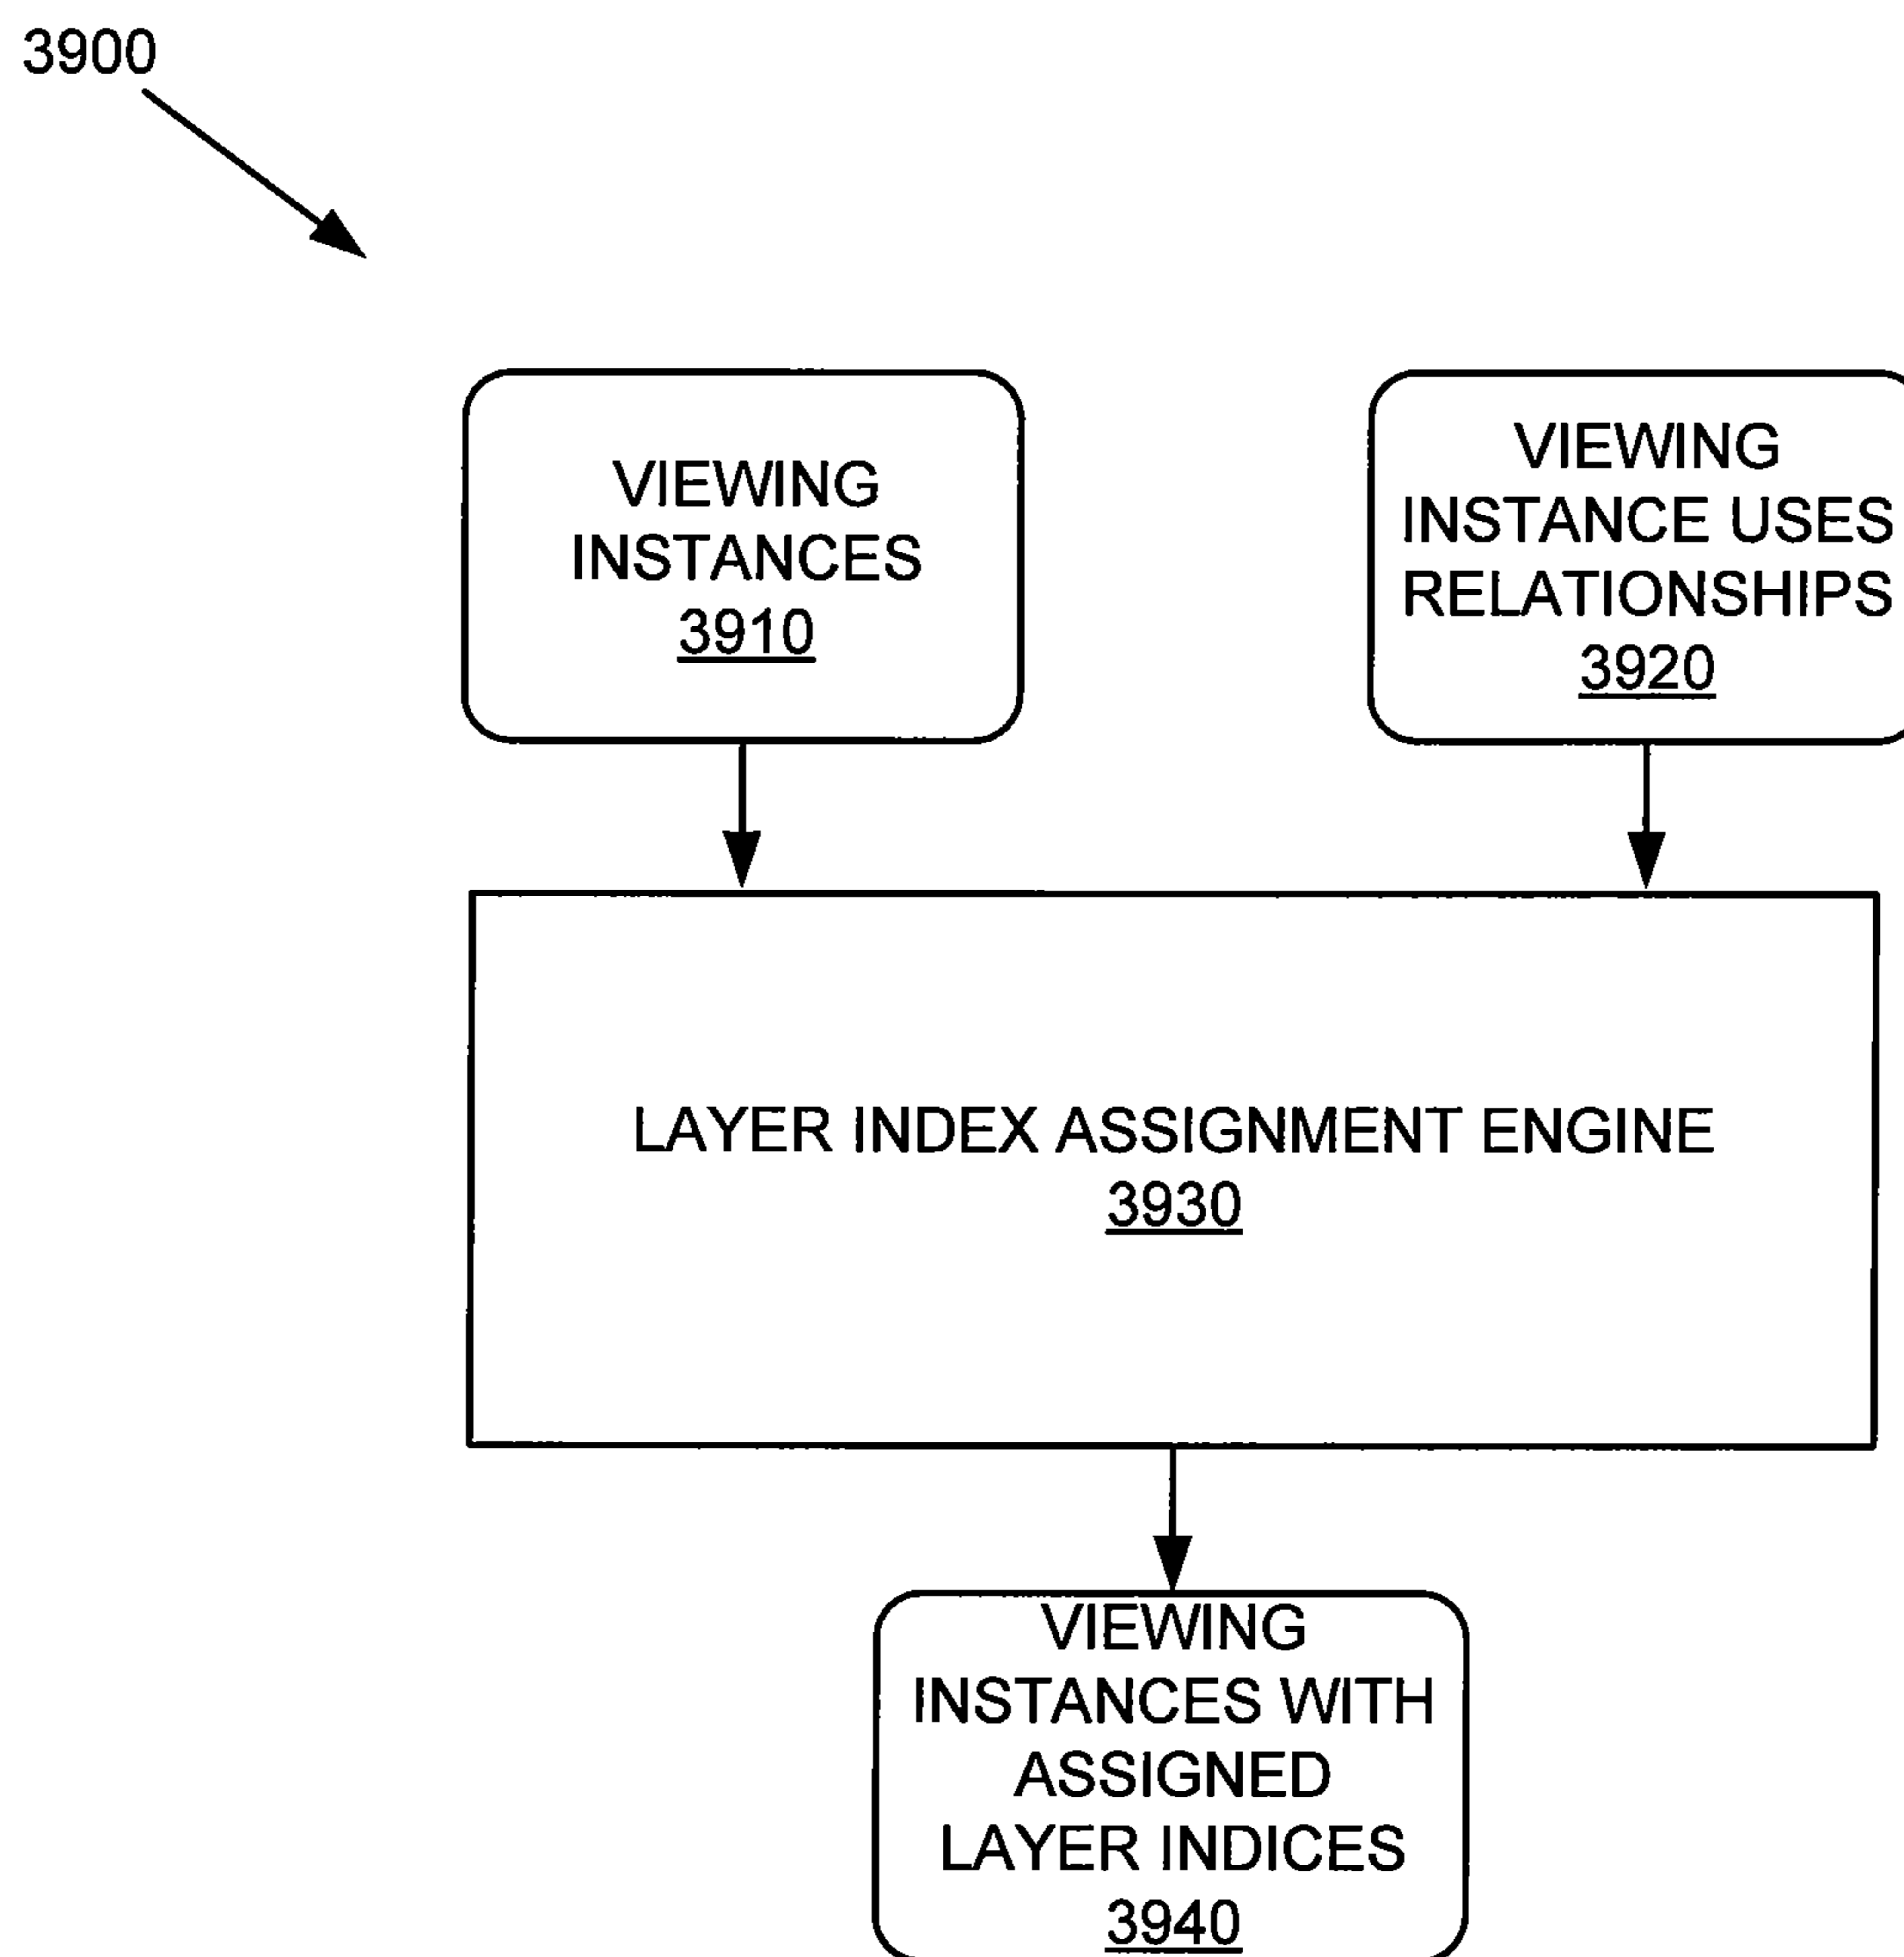 3900
VIEWING
INSTANCES
3910
VIEWING
INSTANCE USES
RELATIONSHIPS
3920
LAYER INDEX ASSIGNMENT ENGINE
3930
VIEWING
INSTANCES WITH
ASSIGNED
LAYER INDICES
3940